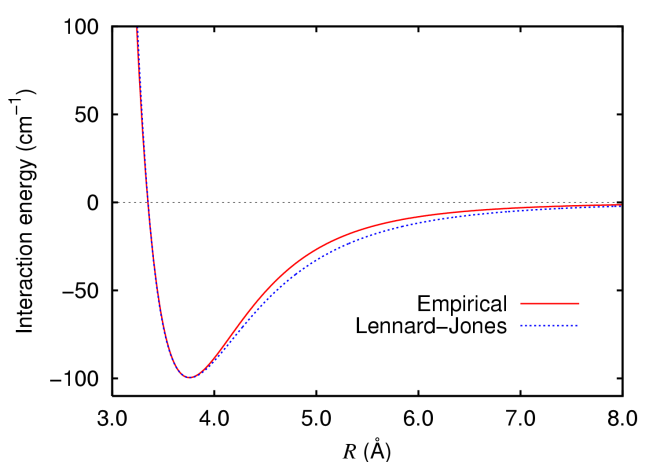 Interaction energy (cm⁻¹)
100
50
0
−50
−100
Empirical
Lennard−Jones
3.0 4.0 5.0 6.0 7.0 8.0
R (Å)